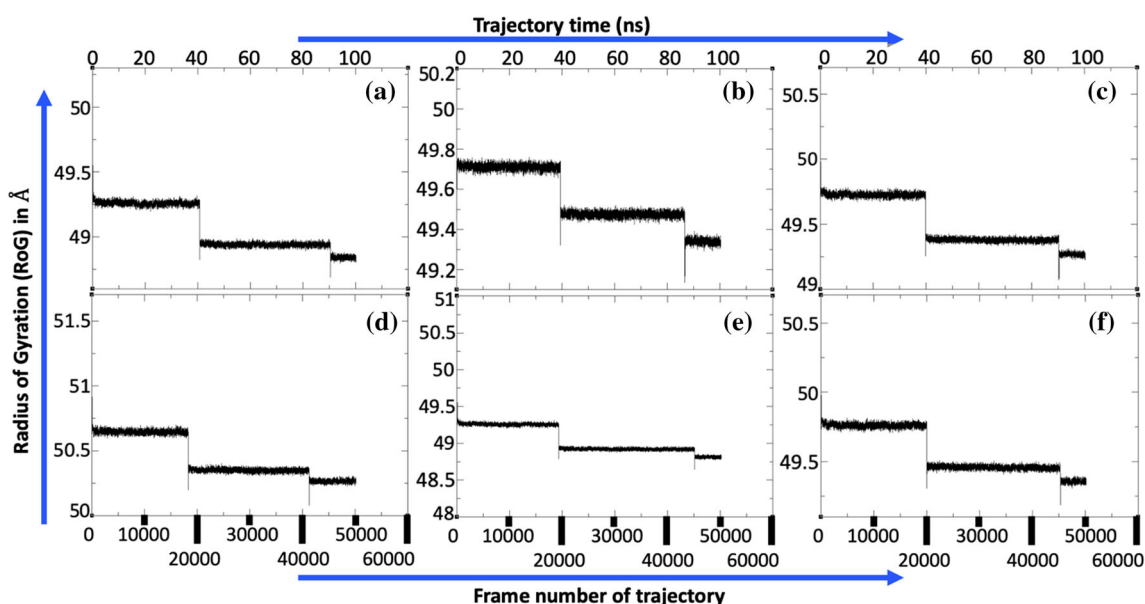 Trajectory time (ns)
0 20 40 60 80 100 0 20 40 60 80 100 0 20 40 60 80 100
Radius of Gyration (RoG) in Å
(a)
50
49.5
49
(b)
50.2
50
49.8
49.6
49.4
49.2
(c)
50.5
50
49.5
49
(d)
51.5
51
50.5
50
(e)
51
50.5
50
49.5
49
48.5
48
(f)
50.5
50
49.5
0 10000 30000 50000 0 10000 30000 50000 0 10000 30000 50000
20000 40000 60000 20000 40000 60000 20000 40000 60000
Frame number of trajectory